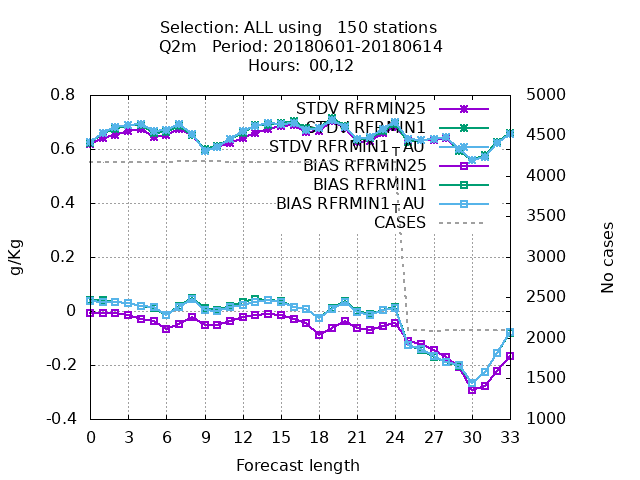 Selection: ALL using   150 stations
Q2m   Period: 20180601-20180614
Hours:  00,12
0.8
0.6
0.4
0.2
0
-0.2
-0.4
g/Kg
STDV RFRMIN25
STDV RFRMIN1
STDV RFRMIN1_AU
BIAS RFRMIN25
BIAS RFRMIN1
BIAS RFRMIN1_AU
CASES
5000
4500
4000
3500
3000
2500
2000
1500
1000
No cases
0 3 6 9 12 15 18 21 24 27 30 33
Forecast length